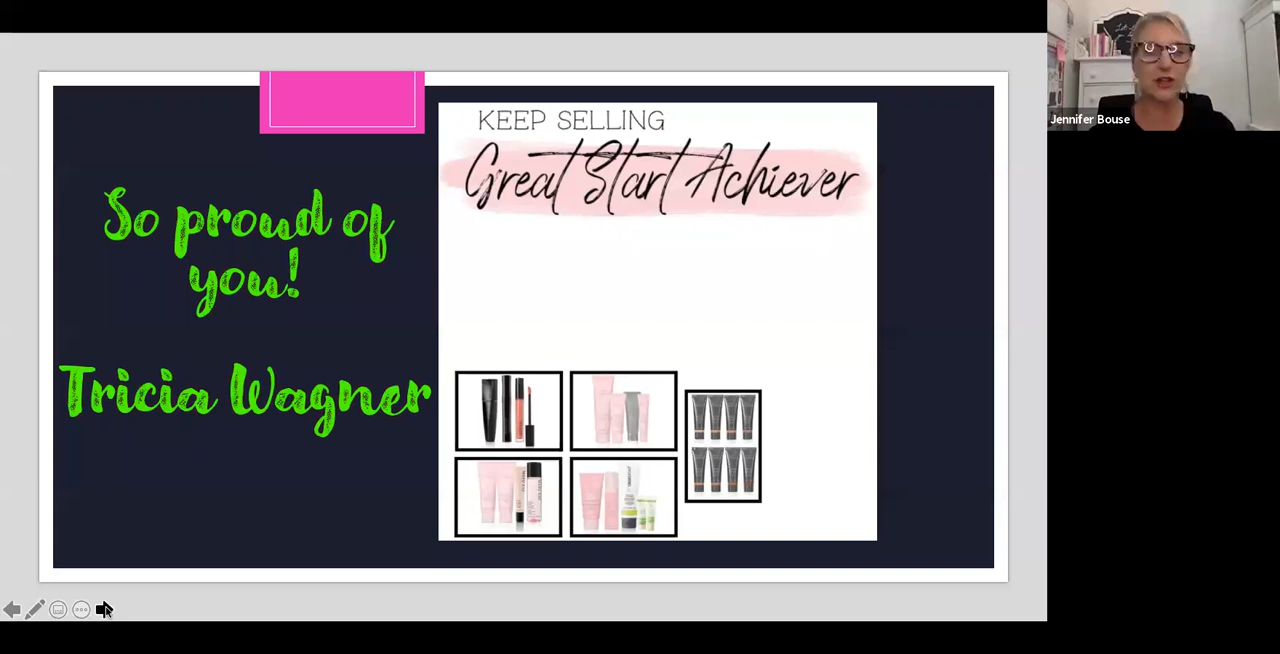 So proud of
you!
Tricia Wagner
KEEP SELLING
Great Start Achiever
Jennifer Bouse